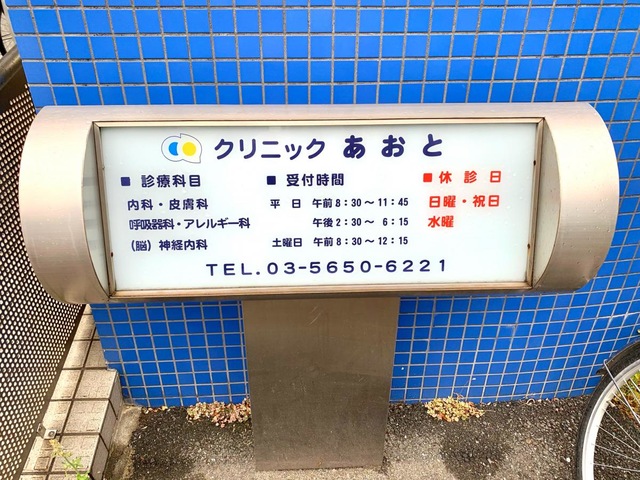 クリニック あおと
■ 診療科目
内科・皮膚科
呼吸器科・アレルギー科
(脳)神経内科
■ 受付時間
平日 午前8:30〜11:45
午後2:30〜 6:15
土曜日 午前8:30〜12:15
■ 休診日
日曜・祝日
水曜
TEL.03-5650-6221